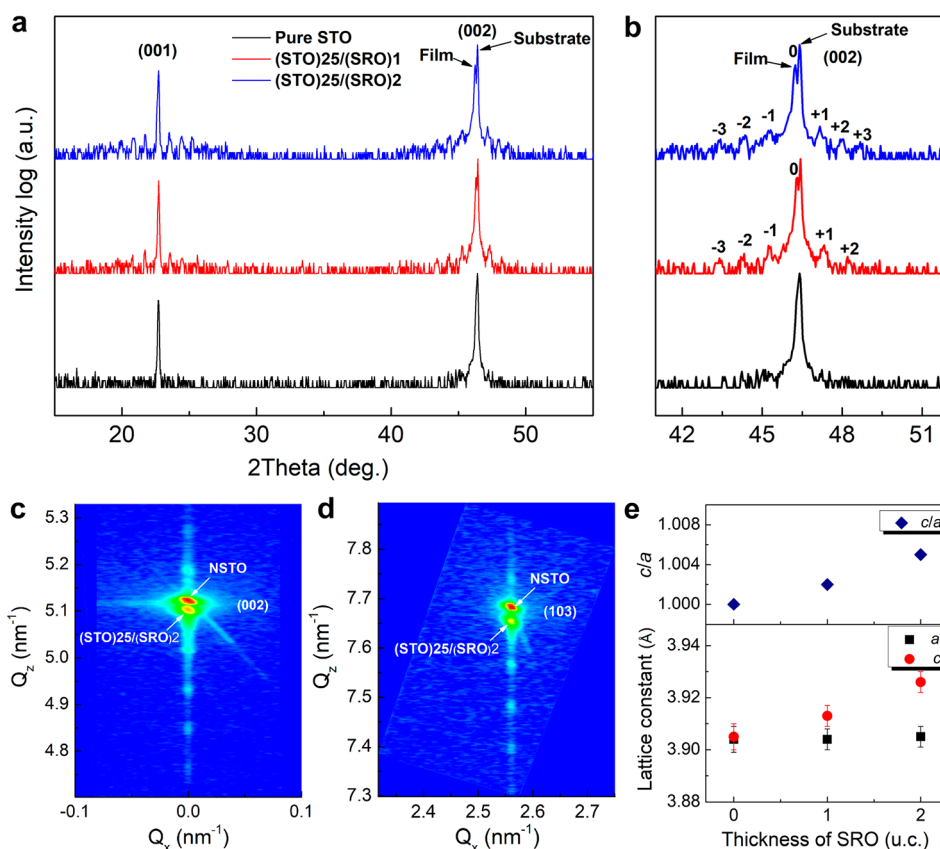 a
Pure STO
(STO)25/(SRO)1
(STO)25/(SRO)2
(001)
(002)
Substrate
Film
Intensity log (a.u.)
20
30
40
50
2Theta (deg.)
b
Substrate
Film
0
(002)
-3
-2
-1
+1
+2
+3
0
-3
-2
-1
+1
+2
42
45
48
51
c
5.3
5.2
5.1
5.0
4.9
4.8
Qz (nm-1)
NSTO
(002)
(STO)25/(SRO)2
-0.1
0.0
0.1
Qx (nm-1)
d
7.8
7.7
7.6
7.5
7.4
7.3
Qz (nm-1)
NSTO
(103)
(STO)25/(SRO)2
2.4
2.5
2.6
2.7
Qx (nm-1)
e
1.008
1.004
1.000
c/a
c/a
3.94
3.92
3.90
3.88
Lattice constant (Å)
a
c
0
1
2
Thickness of SRO (u.c.)